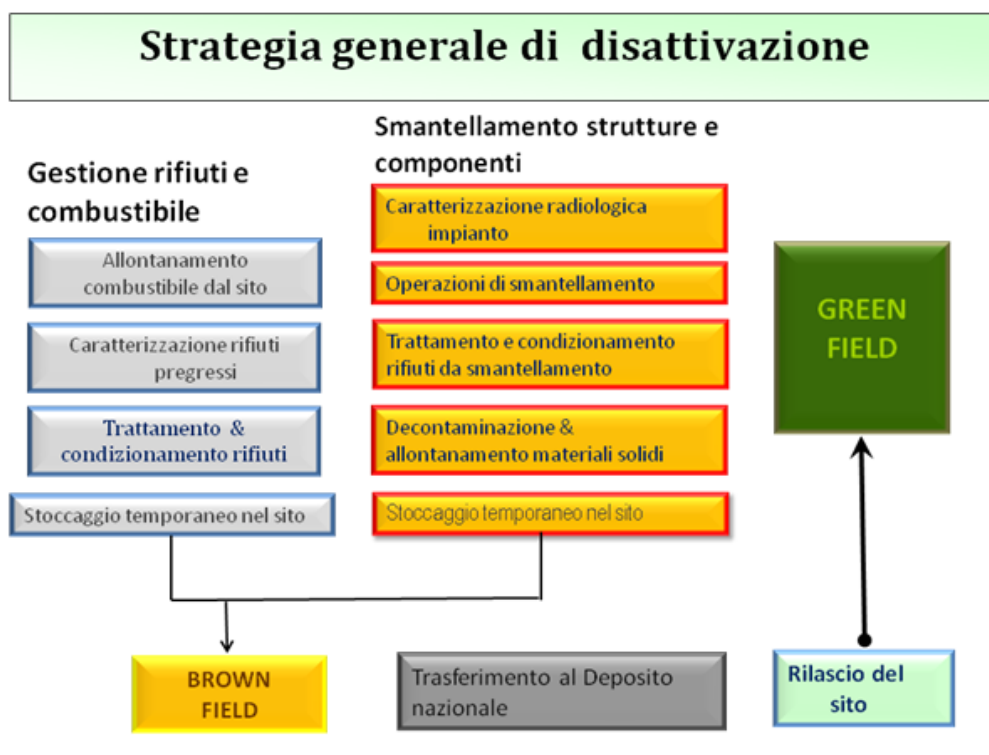 Strategia generale di disattivazione
Gestione rifiuti e
combustibile
Allontanamento
combustibile dal sito
Caratterizzazione rifiuti
pregressi
Trattamento &
condizionamento rifiuti
Stoccaggio temporaneo nel sito
Smantellamento strutture e
componenti
Caratterizzazione radiologica
impianto
Operazioni di smantellamento
Trattamento e condizionamento
rifiuti da smantellamento
Decontaminazione &
allontanamento materiali solidi
Stoccaggio temporaneo nel sito
GREEN
FIELD
BROWN
FIELD
Trasferimento al Deposito
nazionale
Rilascio del
sito